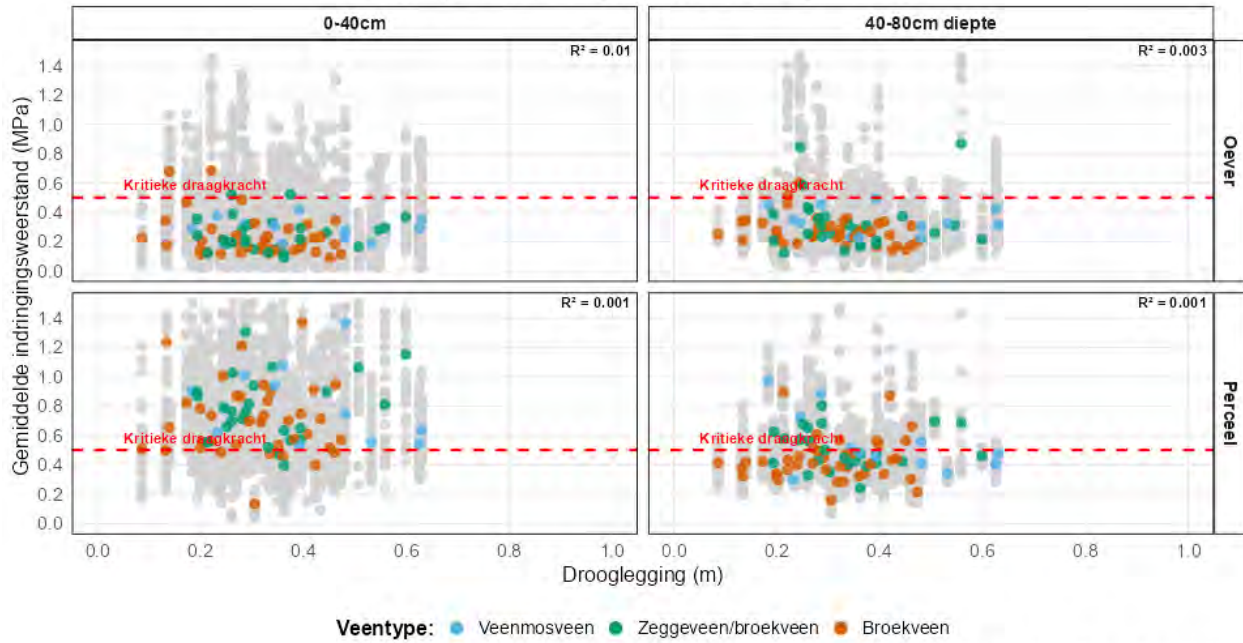 0-40cm
40-80cm diepte
Gemiddelde indringingsweerstand (MPa)
1.4
1.2
1.0
0.8
0.6
0.4
0.2
0.0
R² = 0.01
Kritieke draagkracht
R² = 0.003
Kritieke draagkracht
Oever
1.4
1.2
1.0
0.8
0.6
0.4
0.2
0.0
R² = 0.001
Kritieke draagkracht
R² = 0.001
Kritieke draagkracht
Perceel
0.0 0.2 0.4 0.6 0.8 1.0
0.0 0.2 0.4 0.6 0.8 1.0
Drooglegging (m)
Veentype: Veenmosveen Zeggeveen/broekveen Broekveen